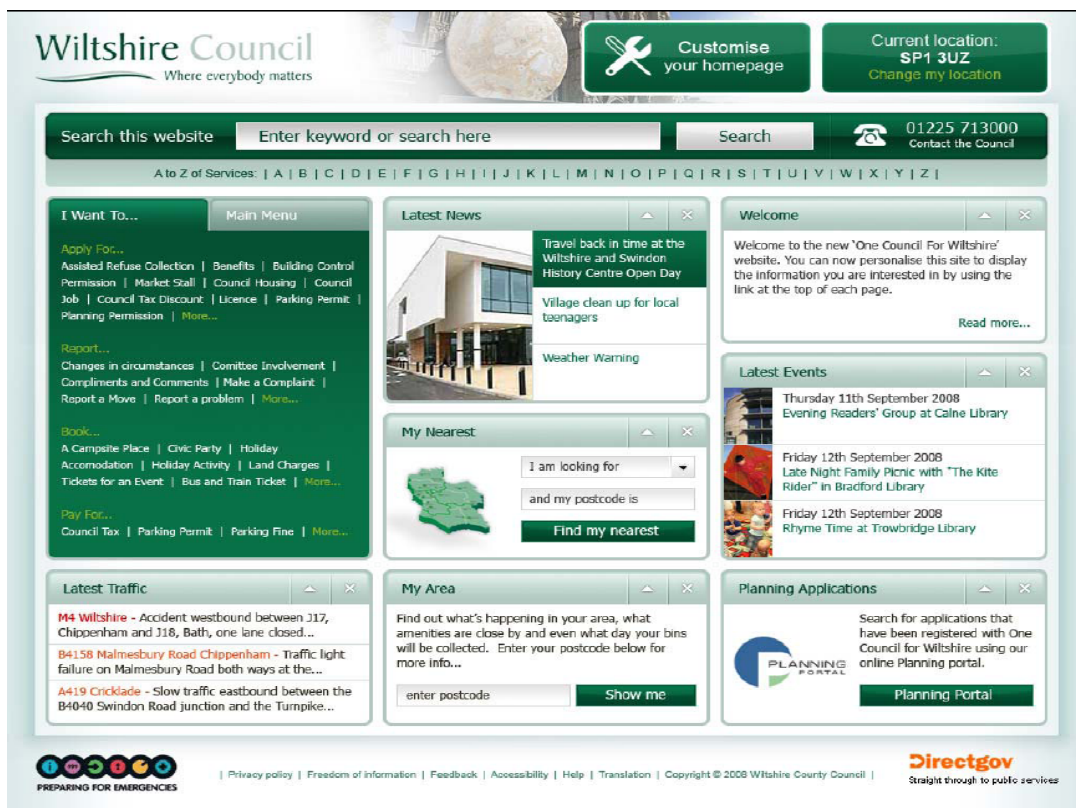 Wiltshire Council
Where everybody matters
Customise
your homepage
Current location:
SP1 3UZ
Change my location
Search this website
Enter keyword or search here
Search
01225 713000
Contact the Council
A to Z of Services: | A | B | C | D | E | F | G | H | I | J | K | L | M | N | O | P | Q | R | S | T | U | V | W | X | Y | Z |
I Want To...
Main Menu
Apply For...
Assisted Refuse Collection | Benefits | Building Control
Permission | Market Stall | Council Housing | Council
Job | Council Tax Discount | Licence | Parking Permit |
Planning Permission | More...
Report...
Changes in circumstances | Comittee Involvement |
Compliments and Comments | Make a Complaint |
Report a Move | Report a problem | More...
Book...
A Campsite Place | Civic Party | Holiday
Accomodation | Holiday Activity | Land Charges |
Tickets for an Event | Bus and Train Ticket | More...
Pay For...
Council Tax | Parking Permit | Parking Fine | More...
Latest News
Travel back in time at the
Wiltshire and Swindon
History Centre Open Day
Village clean up for local
teenagers
Weather Warning
Welcome
Welcome to the new 'One Council For Wiltshire'
website. You can now personalise this site to display
the information you are interested in by using the
link at the top of each page.
Read more...
My Nearest
I am looking for
and my postcode is
Find my nearest
Latest Events
Thursday 11th September 2008
Evening Readers' Group at Calne Library
Friday 12th September 2008
Late Night Family Picnic with "The Kite
Rider" in Bradford Library
Friday 12th September 2008
Rhyme Time at Trowbridge Library
Latest Traffic
M4 Wiltshire - Accident westbound between J17,
Chippenham and J18, Bath, one lane closed...
B4158 Malmesbury Road Chippenham - Traffic light
failure on Malmesbury Road both ways at the...
A419 Cricklade - Slow traffic eastbound between the
B4040 Swindon Road junction and the Turnpike...
My Area
Find out what's happening in your area, what
amenities are close by and even what day your bins
will be collected. Enter your postcode below for
more info...
enter postcode
Show me
Planning Applications
PLANNING
PORTAL
Search for applications that
have been registered with One
Council for Wiltshire using our
online Planning portal.
Planning Portal
PREPARING FOR EMERGENCIES
| Privacy policy | Freedom of information | Feedback | Accessibility | Help | Translation | Copyright © 2008 Wiltshire County Council |
Directgov
Straight through to public services